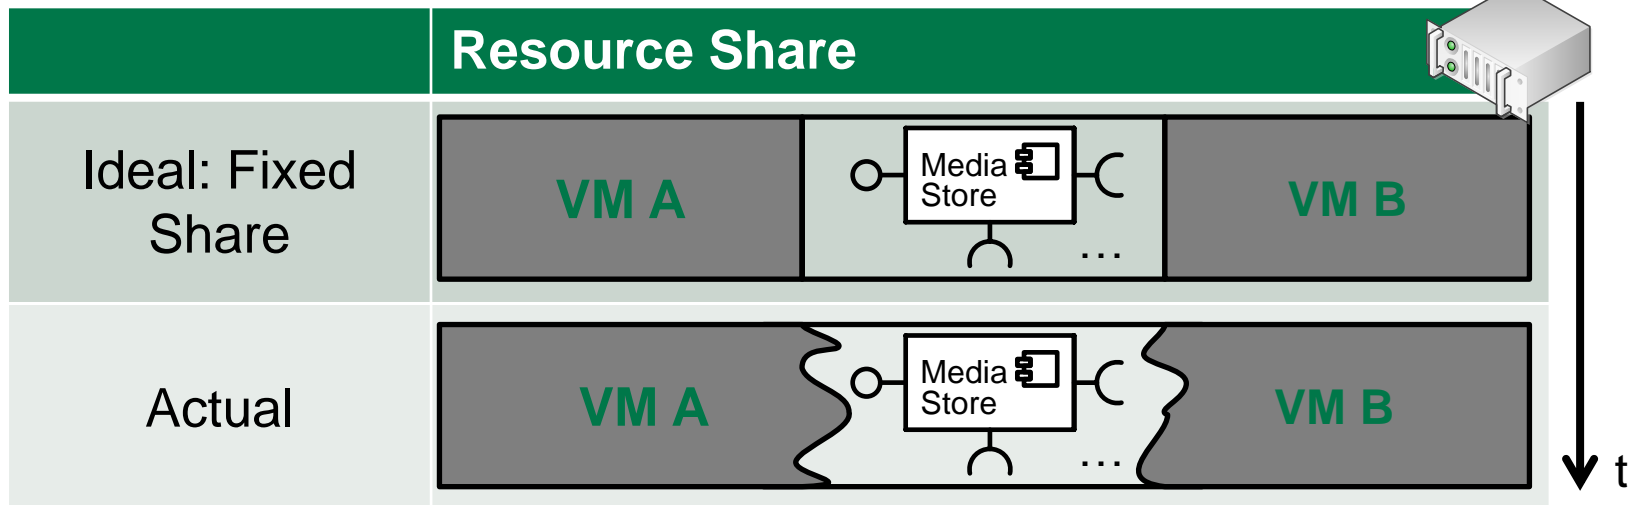 Resource Share
Ideal: Fixed
Share
VM A
Media
Store
...
VM B
Actual
VM A
Media
Store
...
VM B
t